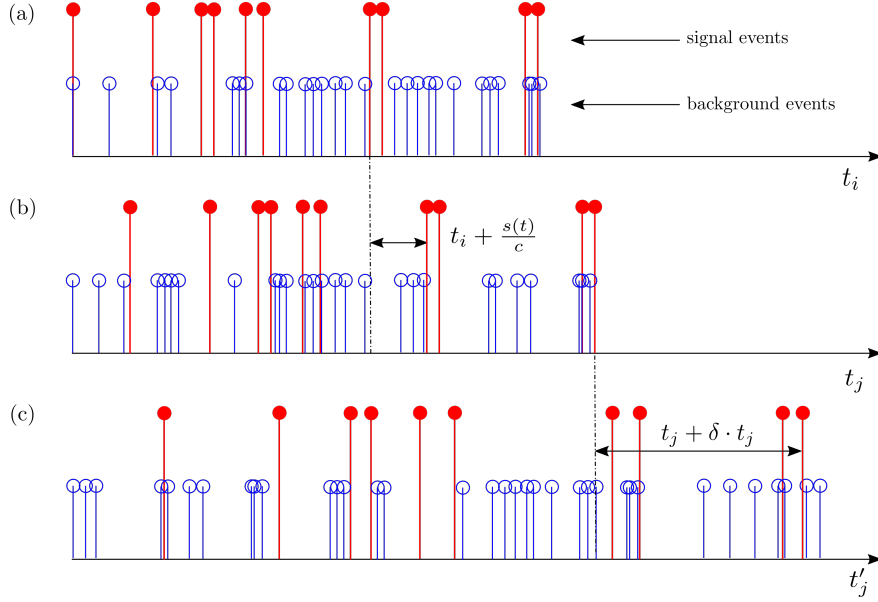 (a)
signal events
background events
t_i
(b)
t_i + s(t)/c
t_j
(c)
t_j + δ · t_j
t′_j